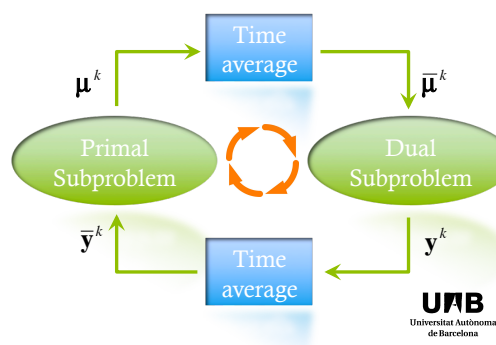 Time
average
μ^k
μ̅^k
Primal
Subproblem
Dual
Subproblem
y̅^k
y^k
Time
average
UAB
Universitat Autònoma
de Barcelona